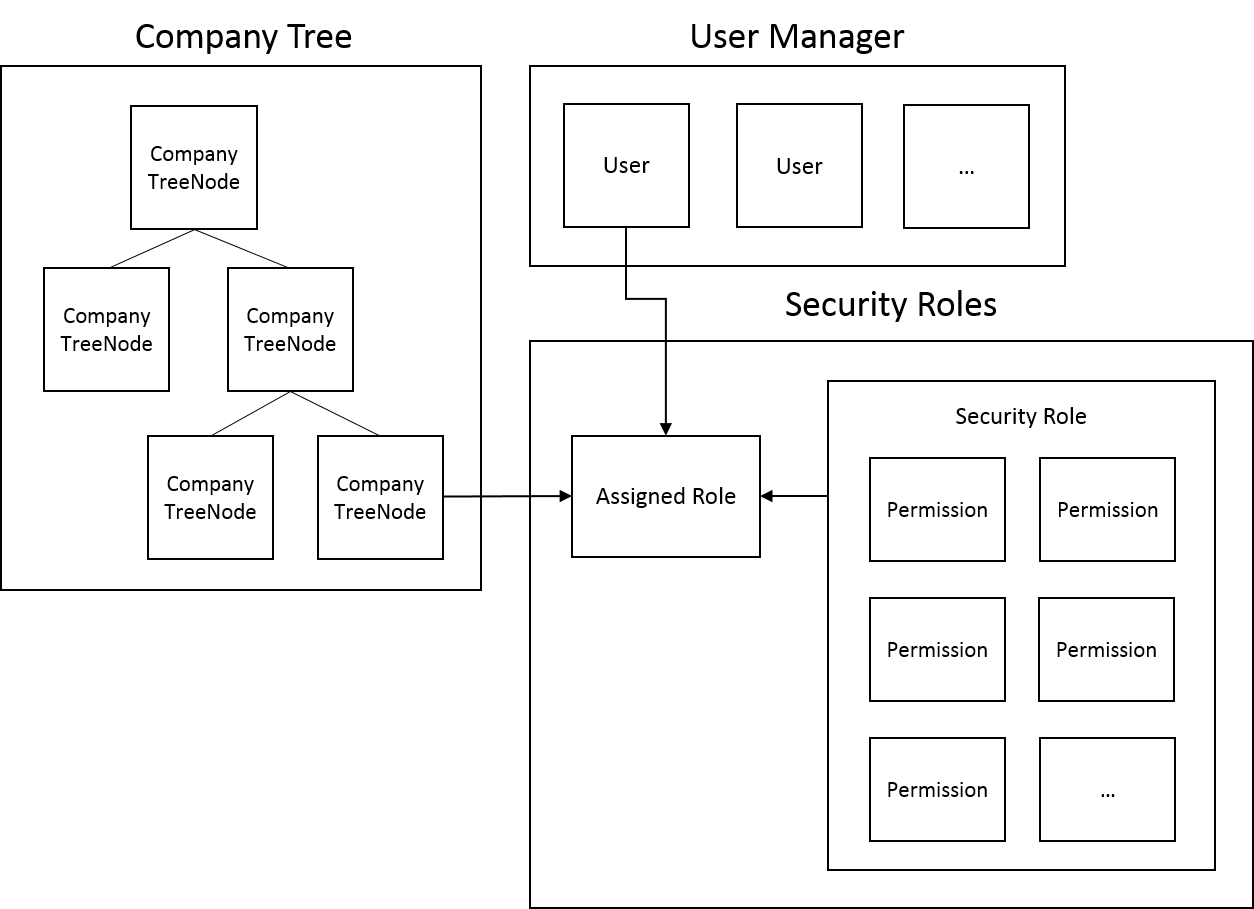 Company Tree
Company
TreeNode
Company
TreeNode
Company
TreeNode
Company
TreeNode
Company
TreeNode
User Manager
User
User
...
Security Roles
Assigned Role
Security Role
Permission
Permission
Permission
Permission
Permission
...